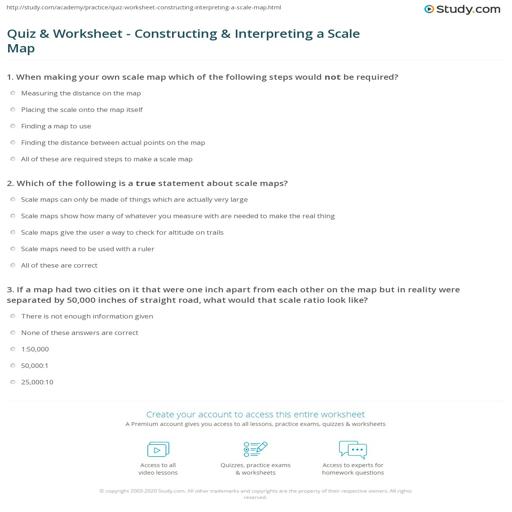 http://study.com/academy/practice/quiz-worksheet-constructing-interpreting-a-scale-map.html
Study.com
Quiz & Worksheet - Constructing & Interpreting a Scale
Map
1. When making your own scale map which of the following steps would not be required?
Measuring the distance on the map
Placing the scale onto the map itself
Finding a map to use
Finding the distance between actual points on the map
All of these are required steps to make a scale map
2. Which of the following is a true statement about scale maps?
Scale maps can only be made of things which are actually very large
Scale maps show how many of whatever you measure with are needed to make the real thing
Scale maps give the user a way to check for altitude on trails
Scale maps need to be used with a ruler
All of these are correct
3. If a map had two cities on it that were one inch apart from each other on the map but in reality were
separated by 50,000 inches of straight road, what would that scale ratio look like?
There is not enough information given
None of these answers are correct
1:50,000
50,000:1
25,000:10
Create your account to access this entire worksheet
A Premium account gives you access to all lessons, practice exams, quizzes & worksheets
Access to all
video lessons
Quizzes, practice exams
& worksheets
Access to experts for
homework questions
© copyright 2003-2020 Study.com. All other trademarks and copyrights are the property of their respective owners. All rights
reserved.